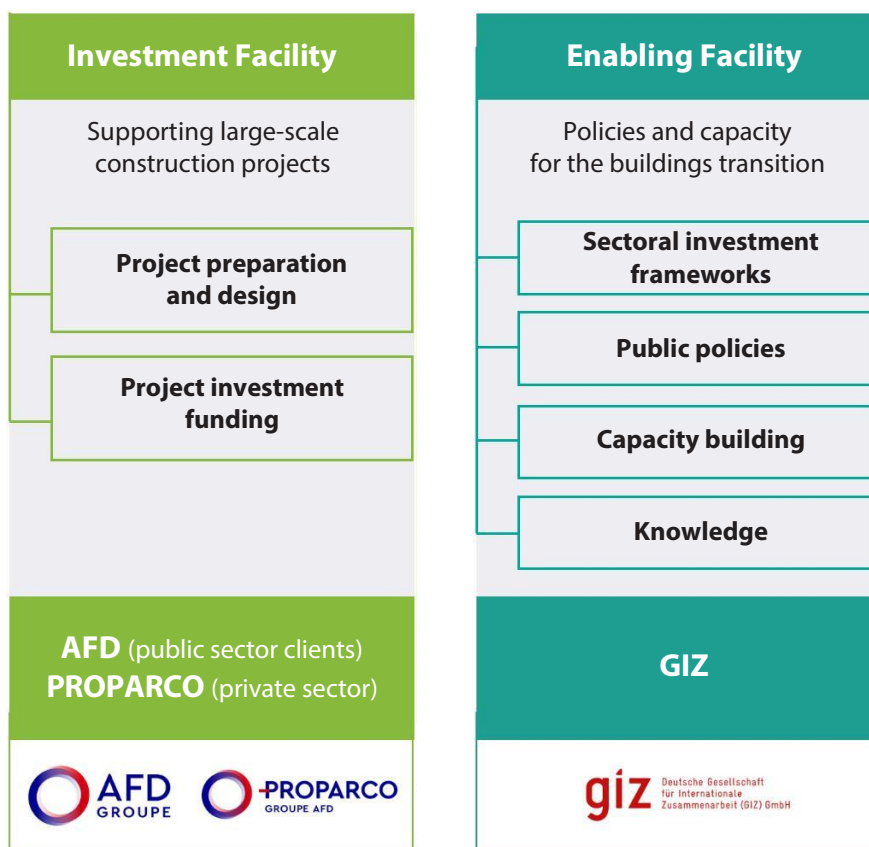 Investment Facility
Supporting large-scale
construction projects
Project preparation
and design
Project investment
funding
AFD (public sector clients)
PROPARCO (private sector)
AFD
GROUPE
PROPARCO
GROUPE AFD
Enabling Facility
Policies and capacity
for the buildings transition
Sectoral investment
frameworks
Public policies
Capacity building
Knowledge
GIZ
giz
Deutsche Gesellschaft
für Internationale
Zusammenarbeit (GIZ) GmbH